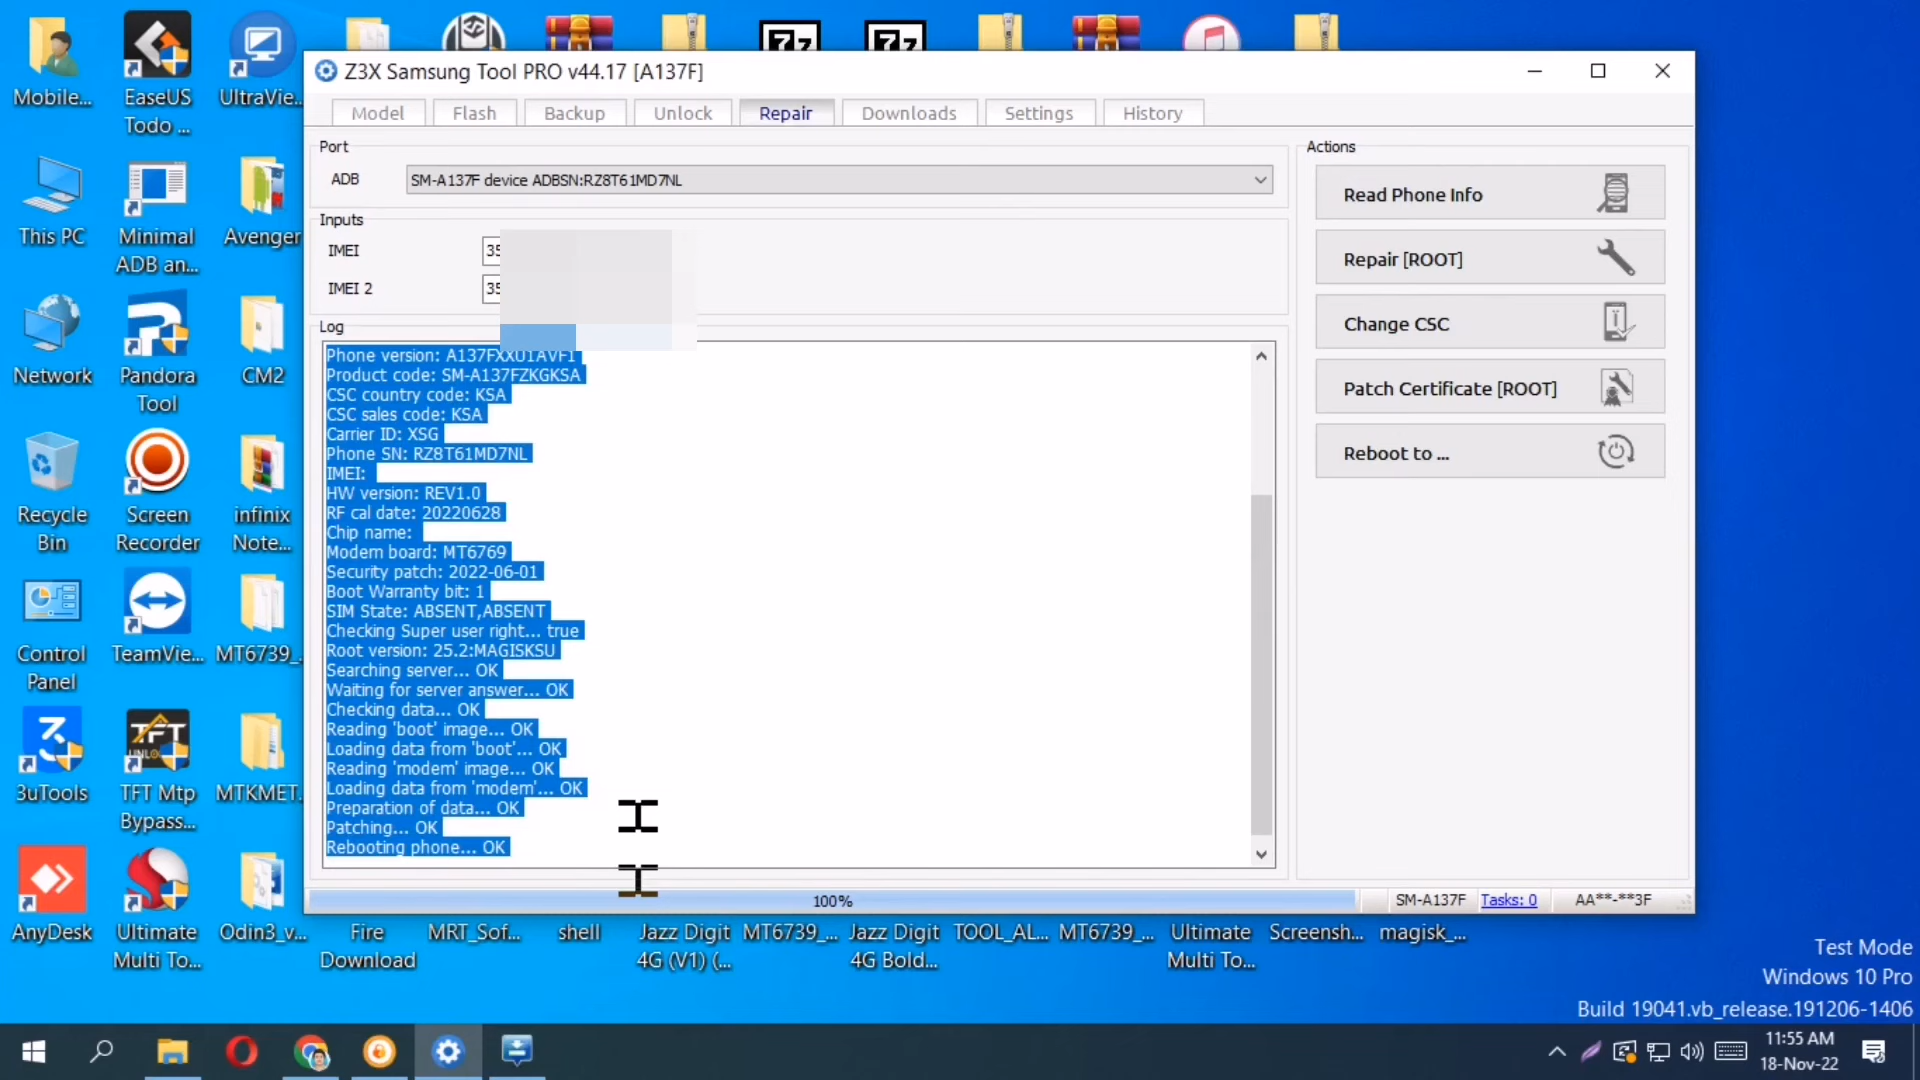 Mobile...
EaseUS
Todo ...
UltraVie...
This PC
Minimal
ADB an...
Avenger
Network
Pandora
Tool
CM2
Recycle
Bin
Screen
Recorder
infinix
Note...
Control
Panel
TeamVie...
MT6739_...
3uTools
TFT Mtp
Bypass...
MTKMET...
AnyDesk
Ultimate
Multi To...
Odin3_v...
Fire
Download
MRT_Sof...
shell
Jazz Digit
4G (V1) (...
MT6739_...
Jazz Digit
4G Bold...
TOOL_AL...
MT6739_...
Ultimate
Multi To...
Screensh...
magisk_...
Z3X Samsung Tool PRO v44.17 [A137F]
Model Flash Backup Unlock Repair Downloads Settings History
Port
ADB SM-A137F device ADBSN:RZ8T61MD7NL
Inputs
IMEI 35
IMEI 2 35
Log
Phone version: A137FXXU1AVF1
Product code: SM-A137FZKGKSA
CSC country code: KSA
CSC sales code: KSA
Carrier ID: XSG
Phone SN: RZ8T61MD7NL
IMEI:
HW version: REV1.0
RF cal date: 20220628
Chip name:
Modem board: MT6769
Security patch: 2022-06-01
Boot Warranty bit: 1
SIM State: ABSENT,ABSENT
Checking Super user right... true
Root version: 25.2:MAGISKSU
Searching server... OK
Waiting for server answer... OK
Checking data... OK
Reading 'boot' image... OK
Loading data from 'boot'... OK
Reading 'modem' image... OK
Loading data from 'modem'... OK
Preparation of data... OK
Patching... OK
Rebooting phone... OK
Actions
Read Phone Info
Repair [ROOT]
Change CSC
Patch Certificate [ROOT]
Reboot to ...
100% SM-A137F Tasks: 0 AA**-**3F
Test Mode
Windows 10 Pro
Build 19041.vb_release.191206-1406
11:55 AM
18-Nov-22